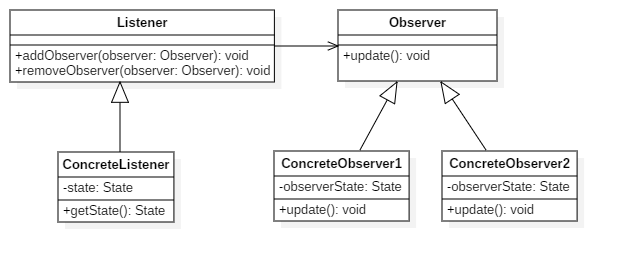 Listener
+addObserver(observer: Observer): void
+removeObserver(observer: Observer): void
Observer
+update(): void
ConcreteListener
-state: State
+getState(): State
ConcreteObserver1
-observerState: State
+update(): void
ConcreteObserver2
-observerState: State
+update(): void